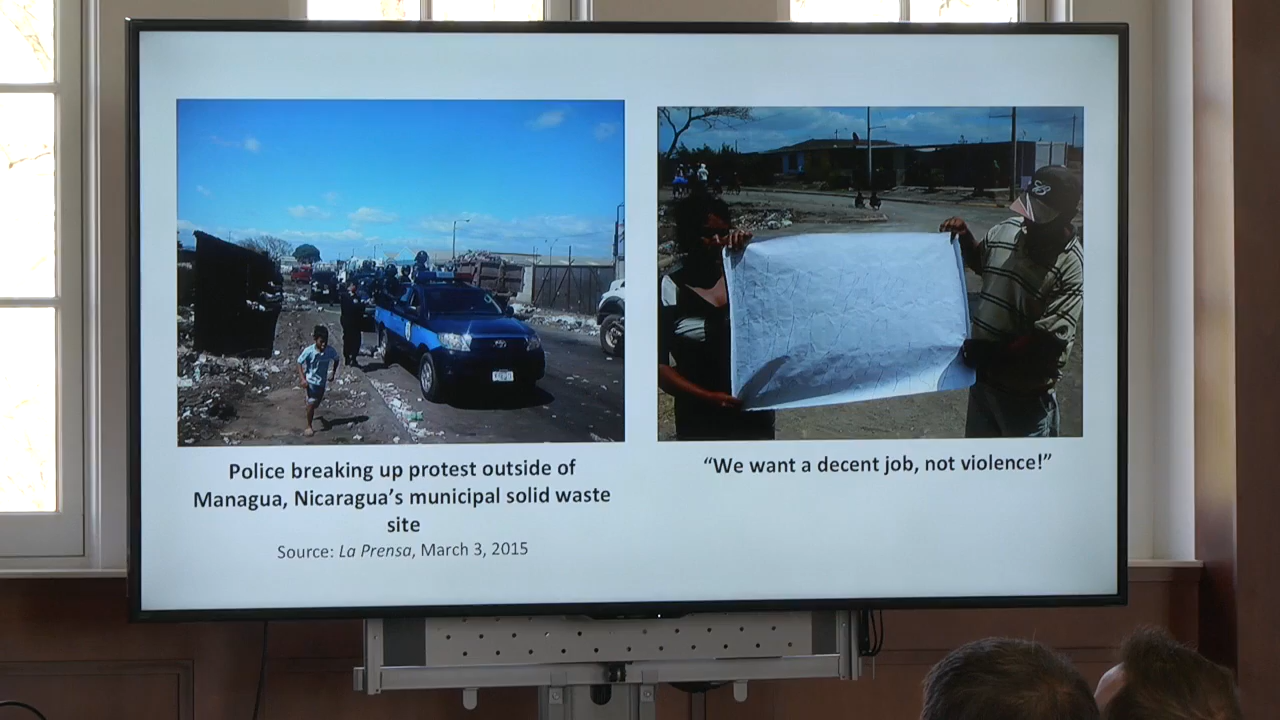 Police breaking up protest outside of
Managua, Nicaragua’s municipal solid waste
site
Source: La Prensa, March 3, 2015
“We want a decent job, not violence!”